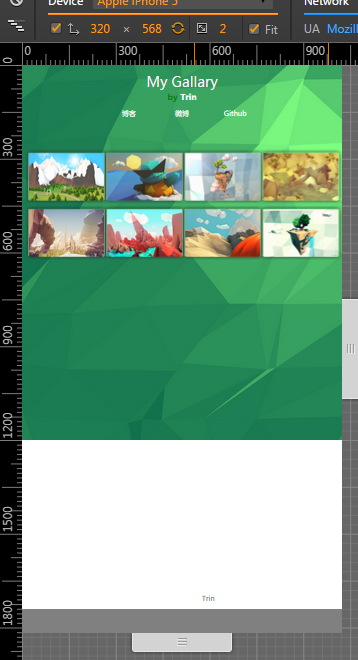 Device Apple iPhone 5 Network
320 × 568 2 Fit UA Mozill
0 300 600 900
0
300
600
900
1200
1500
1800
My Gallary
by Trin
博客 微博 Github
Trin